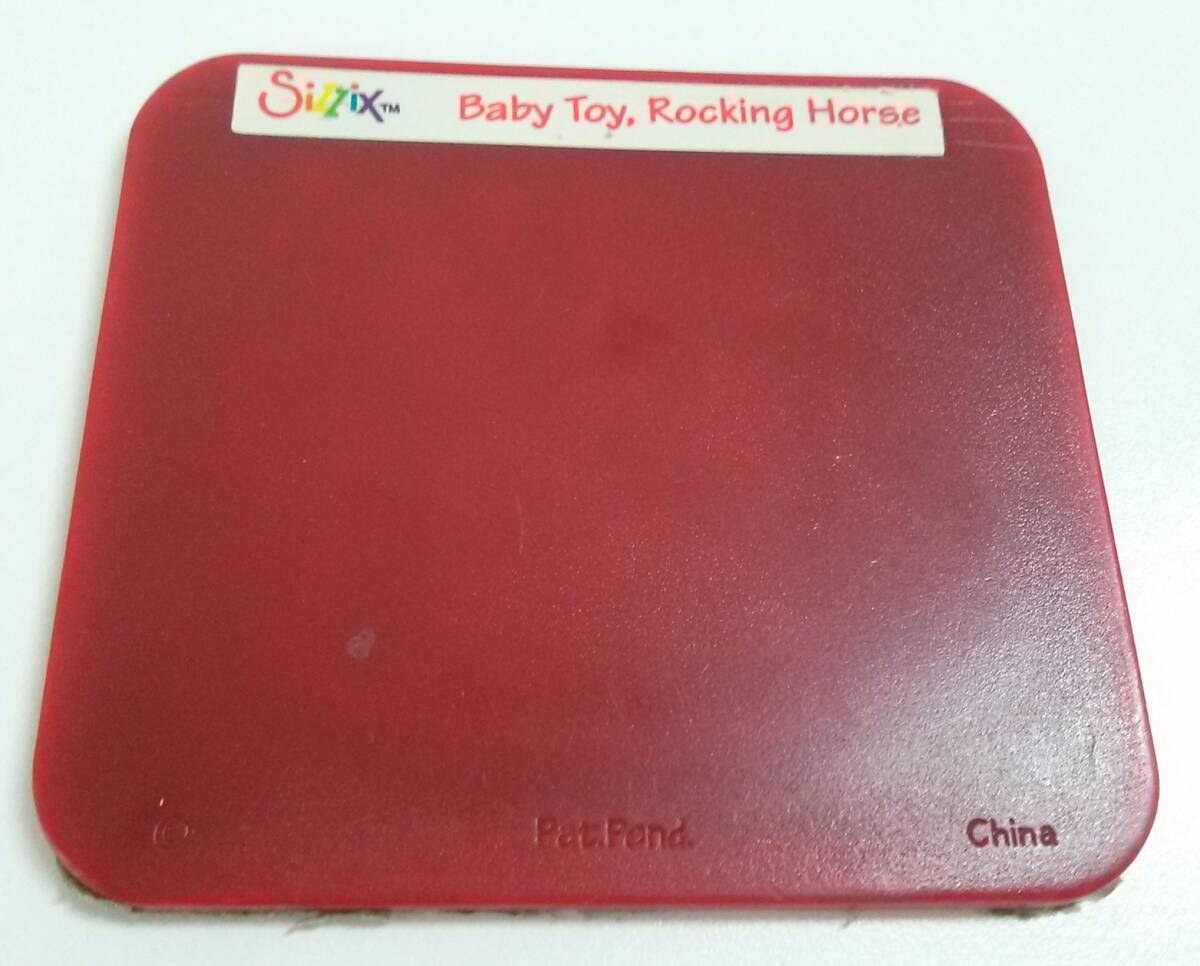 Sizzix™ Baby Toy, Rocking Horse
© Pat.Pend. China